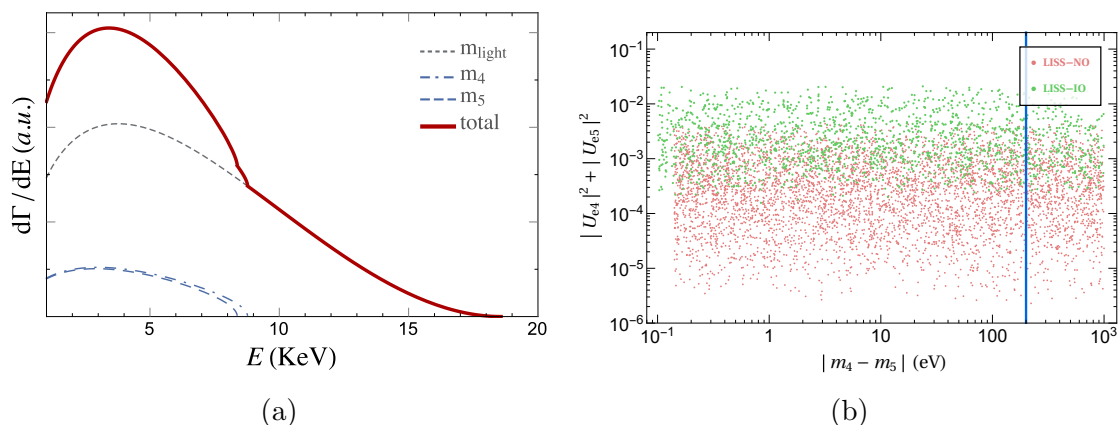 dΓ/dE (a.u.)
m_light
m_4
m_5
total
5
10
15
20
E (KeV)
(a)
10^-1
10^-2
10^-3
10^-4
10^-5
10^-6
| U_e4 |^2 + | U_e5 |^2
LISS-NO
LISS-IO
10^-1
1
10
100
10^3
| m_4 - m_5 | (eV)
(b)